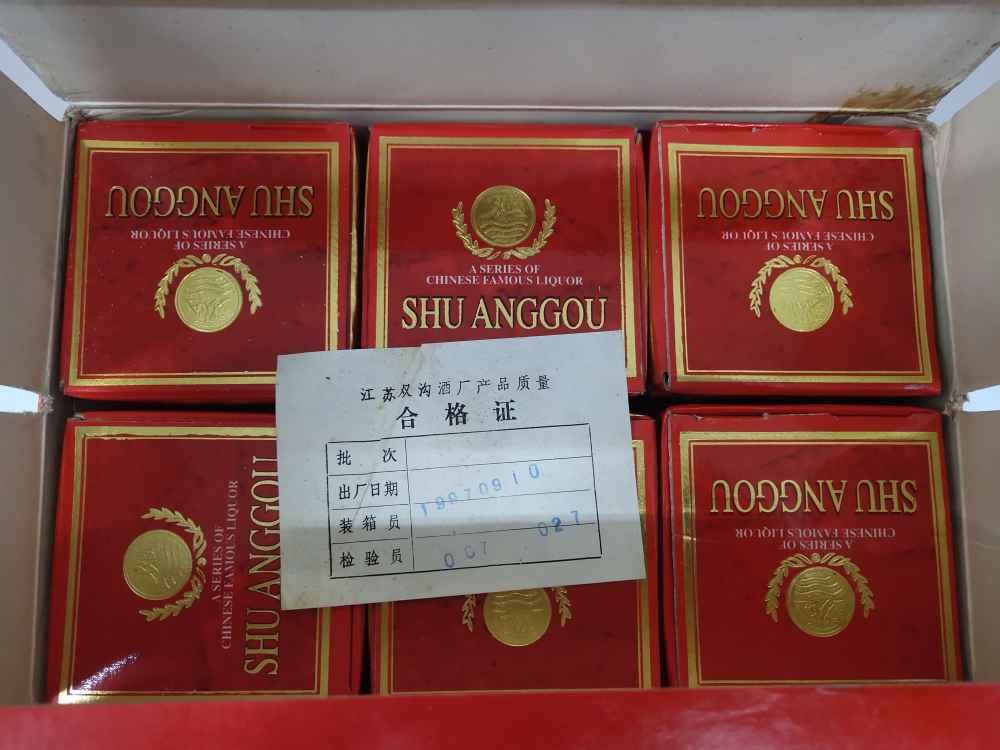 SHU ANGGOU
A SERIES OF
CHINESE FAMOUS LIQUOR
A SERIES OF
CHINESE FAMOUS LIQUOR
SHU ANGGOU
SHU ANGGOU
A SERIES OF
CHINESE FAMOUS LIQUOR
江苏双沟酒厂产品质量
合格证
批次
出厂日期 19970910
装箱员 027
检验员 007
A SERIES OF
CHINESE FAMOUS LIQUOR
SHU ANGGOU
SHU ANGGOU
A SERIES OF
CHINESE FAMOUS LIQUOR